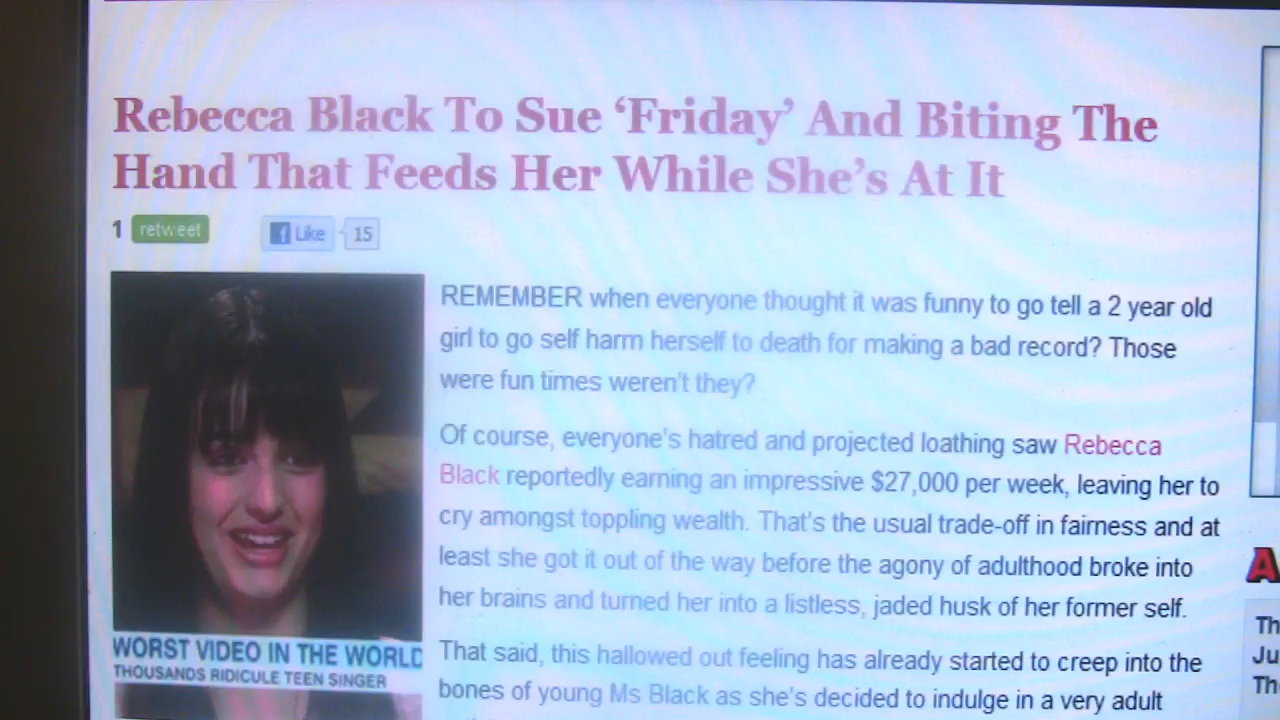 Rebecca Black To Sue ‘Friday’ And Biting The
Hand That Feeds Her While She’s At It
1 retweet
Like 15
REMEMBER when everyone thought it was funny to go tell a 2 year old
girl to go self harm herself to death for making a bad record? Those
were fun times weren't they?
Of course, everyone's hatred and projected loathing saw Rebecca
Black reportedly earning an impressive $27,000 per week, leaving her to
cry amongst toppling wealth. That's the usual trade-off in fairness and at
least she got it out of the way before the agony of adulthood broke into
her brains and turned her into a listless, jaded husk of her former self.
WORST VIDEO IN THE WORLD
THOUSANDS RIDICULE TEEN SINGER
That said, this hallowed out feeling has already started to creep into the
bones of young Ms Black as she's decided to indulge in a very adult
A
Th
Ju
Th